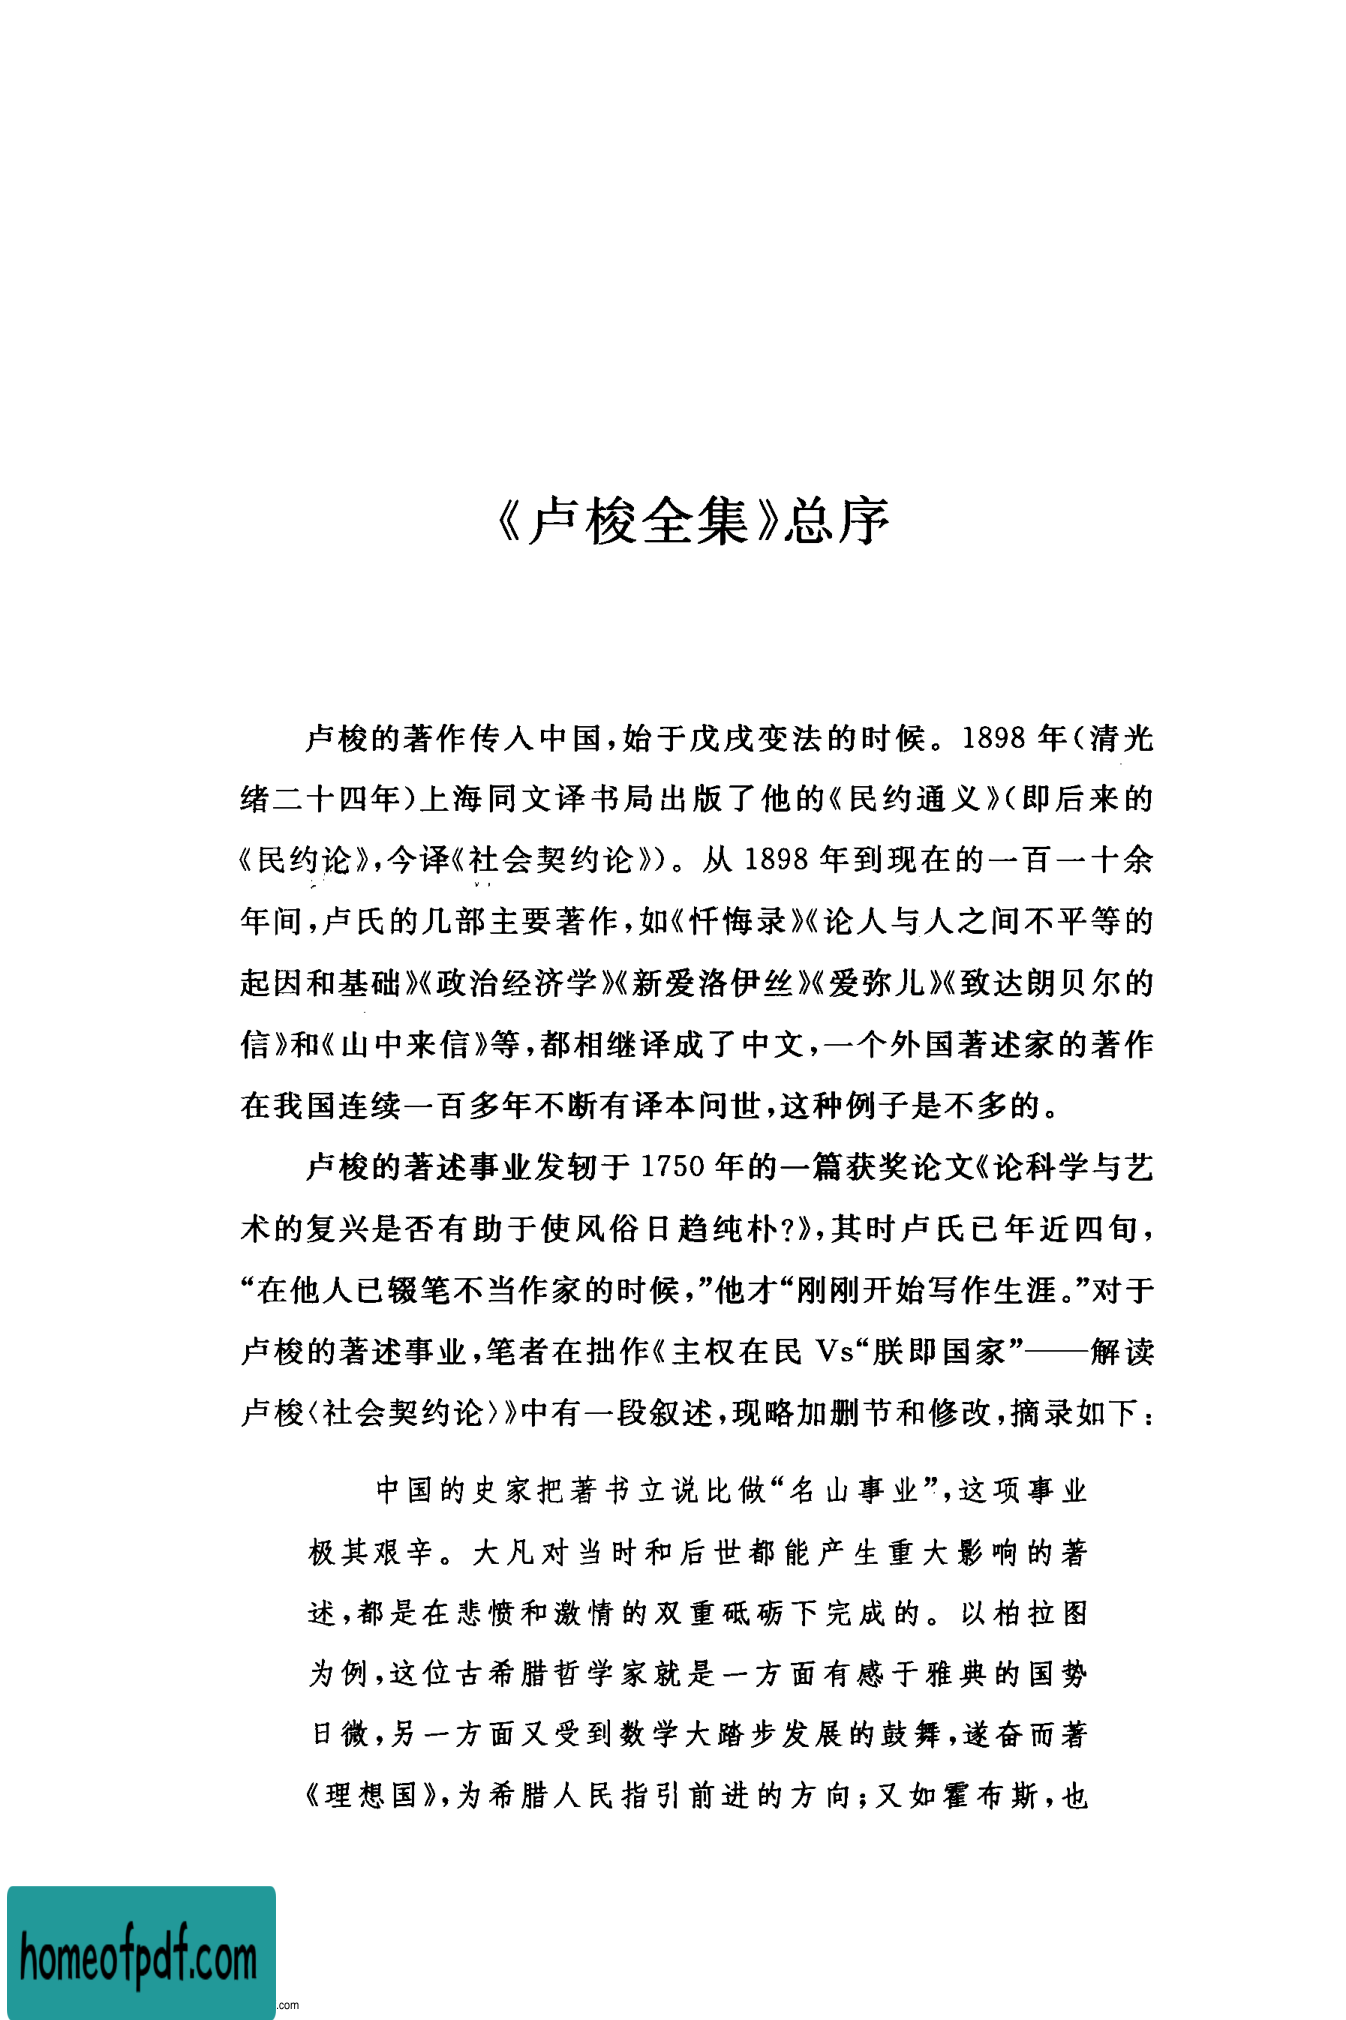 《卢梭全集》总序
卢梭的著作传入中国,始于戊戌变法的时候。1898 年(清光
绪二十四年)上海同文译书局出版了他的《民约通义》(即后来的
《民约论》,今译《社会契约论》)。从 1898 年到现在的一百一十余
年间,卢氏的几部主要著作,如《忏悔录》《论人与人之间不平等的
起因和基础》《政治经济学》《新爱洛伊丝》《爱弥儿》《致达朗贝尔的
信》和《山中来信》等,都相继译成了中文,一个外国著述家的著作
在我国连续一百多年不断有译本问世,这种例子是不多的。
卢梭的著述事业发轫于 1750 年的一篇获奖论文《论科学与艺
术的复兴是否有助于使风俗日趋纯朴?》,其时卢氏已年近四旬,
“在他人已辍笔不当作家的时候,”他才“刚刚开始写作生涯。”对于
卢梭的著述事业,笔者在拙作《主权在民 Vs“朕即国家”——解读
卢梭〈社会契约论〉》中有一段叙述,现略加删节和修改,摘录如下:
中国的史家把著书立说比做“名山事业”,这项事业
极其艰辛。大凡对当时和后世都能产生重大影响的著
述,都是在悲愤和激情的双重砥砺下完成的。以柏拉图
为例,这位古希腊哲学家就是一方面有感于雅典的国势
日微,另一方面又受到数学大踏步发展的鼓舞,遂奋而著
《理想国》,为希腊人民指引前进的方向;又如霍布斯,也
homeofpdf.com
.com